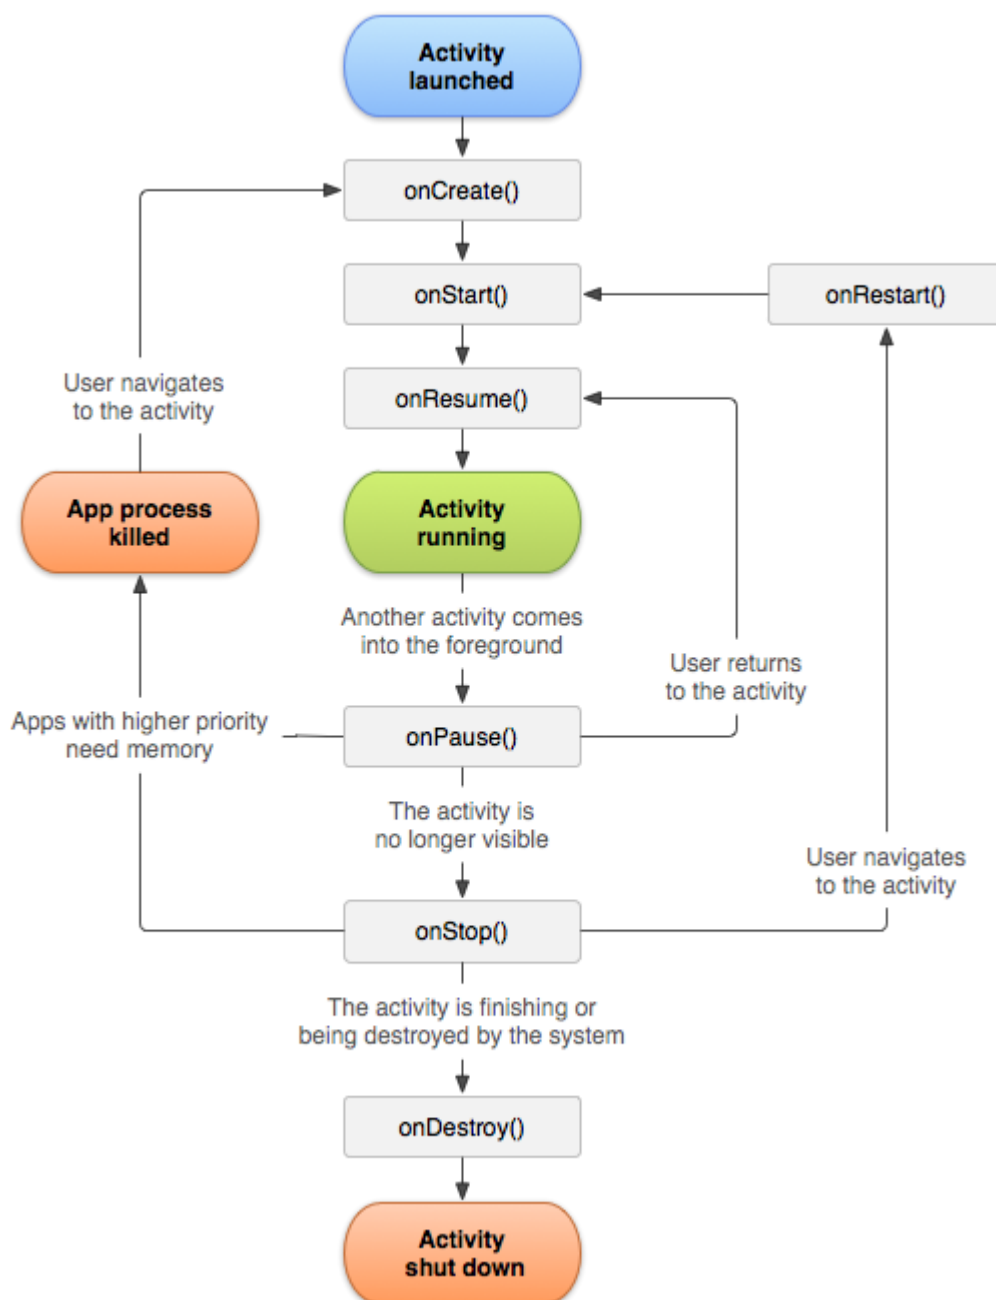 Activity
launched
onCreate()
onStart()
onRestart()
User navigates
to the activity
onResume()
App process
killed
Activity
running
Another activity comes
into the foreground
User returns
to the activity
Apps with higher priority
need memory
onPause()
The activity is
no longer visible
User navigates
to the activity
onStop()
The activity is finishing or
being destroyed by the system
onDestroy()
Activity
shut down